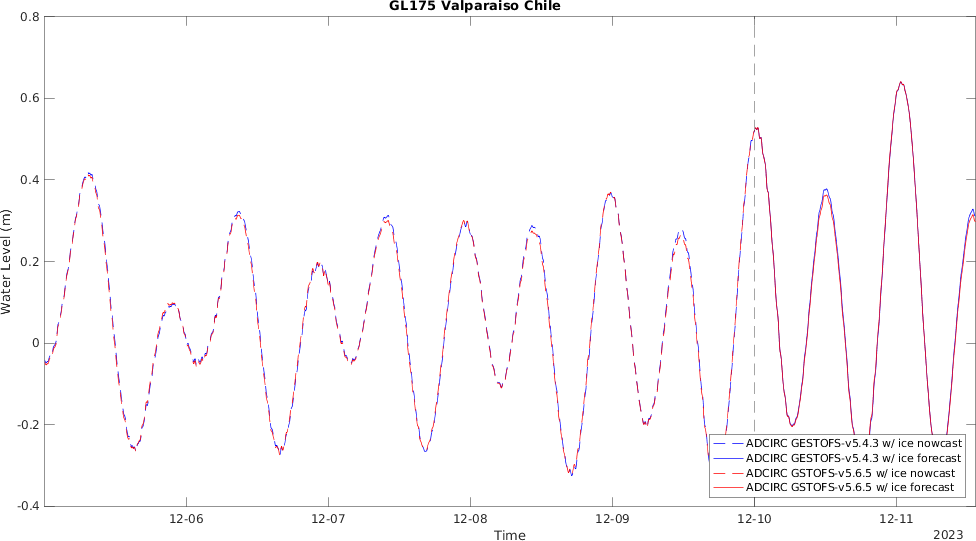 GL175 Valparaiso Chile
0.8
0.6
0.4
0.2
0
-0.2
-0.4
Water Level (m)
12-06
12-07
12-08
12-09
12-10
12-11
Time
2023
ADCIRC GESTOFS-v5.4.3 w/ ice nowcast
ADCIRC GESTOFS-v5.4.3 w/ ice forecast
ADCIRC GSTOFS-v5.6.5 w/ ice nowcast
ADCIRC GSTOFS-v5.6.5 w/ ice forecast